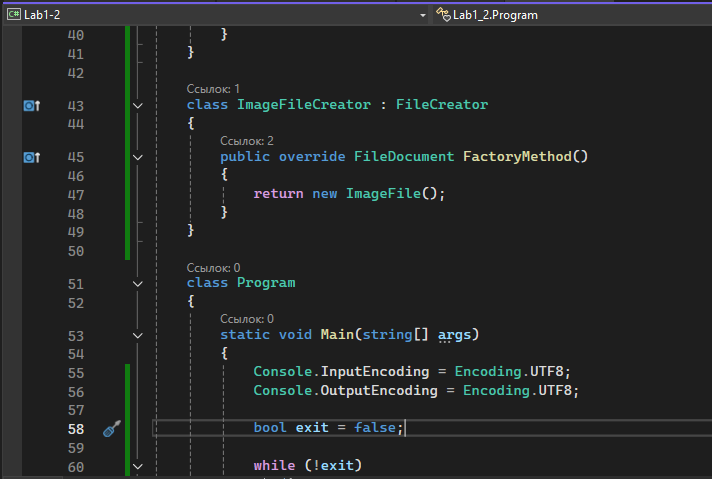 C# Lab1-2 Lab1_2.Program
40 }
41 }
42
Ссылок: 1
43 class ImageFileCreator : FileCreator
44 {
Ссылок: 2
45 public override FileDocument FactoryMethod()
46 {
47 return new ImageFile();
48 }
49 }
50
Ссылок: 0
51 class Program
52 {
Ссылок: 0
53 static void Main(string[] args)
54 {
55 Console.InputEncoding = Encoding.UTF8;
56 Console.OutputEncoding = Encoding.UTF8;
57
58 bool exit = false;
59
60 while (!exit)